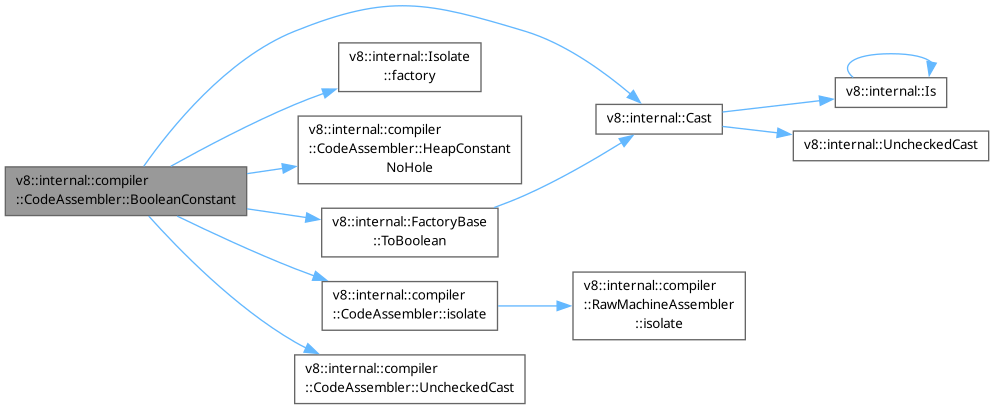 v8::internal::compiler
::CodeAssembler::BooleanConstant
v8::internal::Isolate
::factory
v8::internal::compiler
::CodeAssembler::HeapConstant
NoHole
v8::internal::FactoryBase
::ToBoolean
v8::internal::compiler
::CodeAssembler::isolate
v8::internal::compiler
::CodeAssembler::UncheckedCast
v8::internal::Cast
v8::internal::compiler
::RawMachineAssembler
::isolate
v8::internal::Is
v8::internal::UncheckedCast